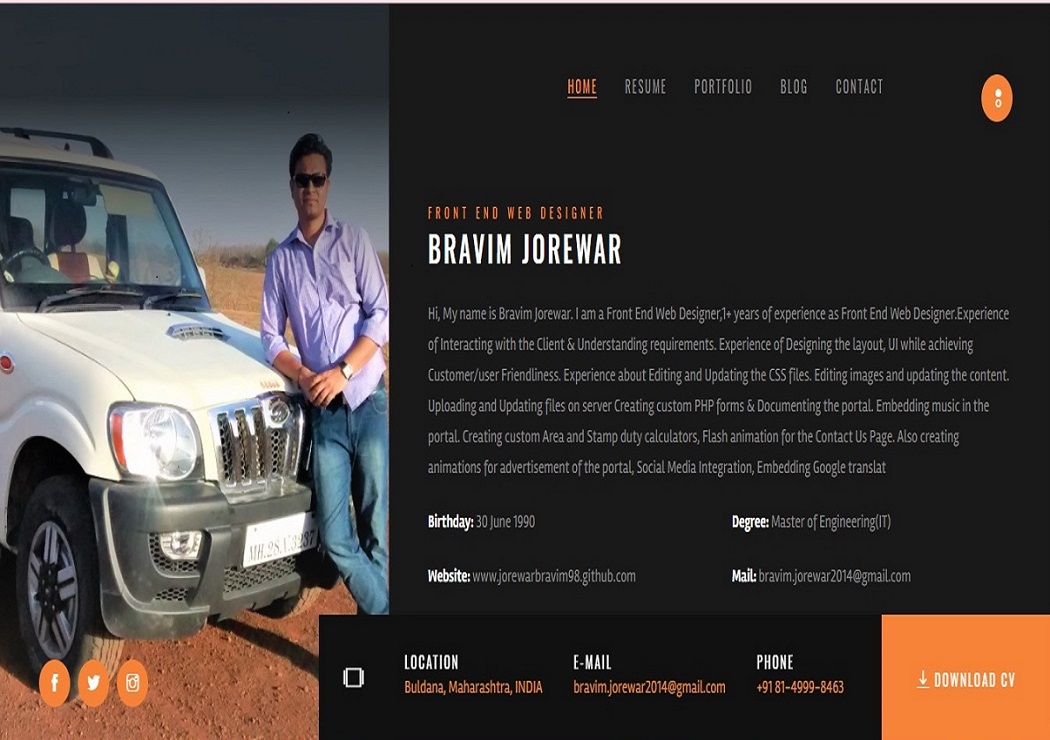 HOME RESUME PORTFOLIO BLOG CONTACT
FRONT END WEB DESIGNER
BRAVIM JOREWAR
Hi, My name is Bravim Jorewar. I am a Front End Web Designer,1+ years of experience as Front End Web Designer.Experience
of Interacting with the Client & Understanding requirements. Experience of Designing the layout, UI while achieving
Customer/user Friendliness. Experience about Editing and Updating the CSS files. Editing images and updating the content.
Uploading and Updating files on server Creating custom PHP forms & Documenting the portal. Embedding music in the
portal. Creating custom Area and Stamp duty calculators, Flash animation for the Contact Us Page. Also creating
animations for advertisement of the portal, Social Media Integration, Embedding Google translat
Birthday: 30 June 1990 Degree: Master of Engineering(IT)
Website: www.jorewarbravim98.github.com Mail: bravim.jorewar2014@gmail.com
LOCATION E-MAIL PHONE
Buldana, Maharashtra, INDIA bravim.jorewar2014@gmail.com +91 81-4999-8463
DOWNLOAD CV